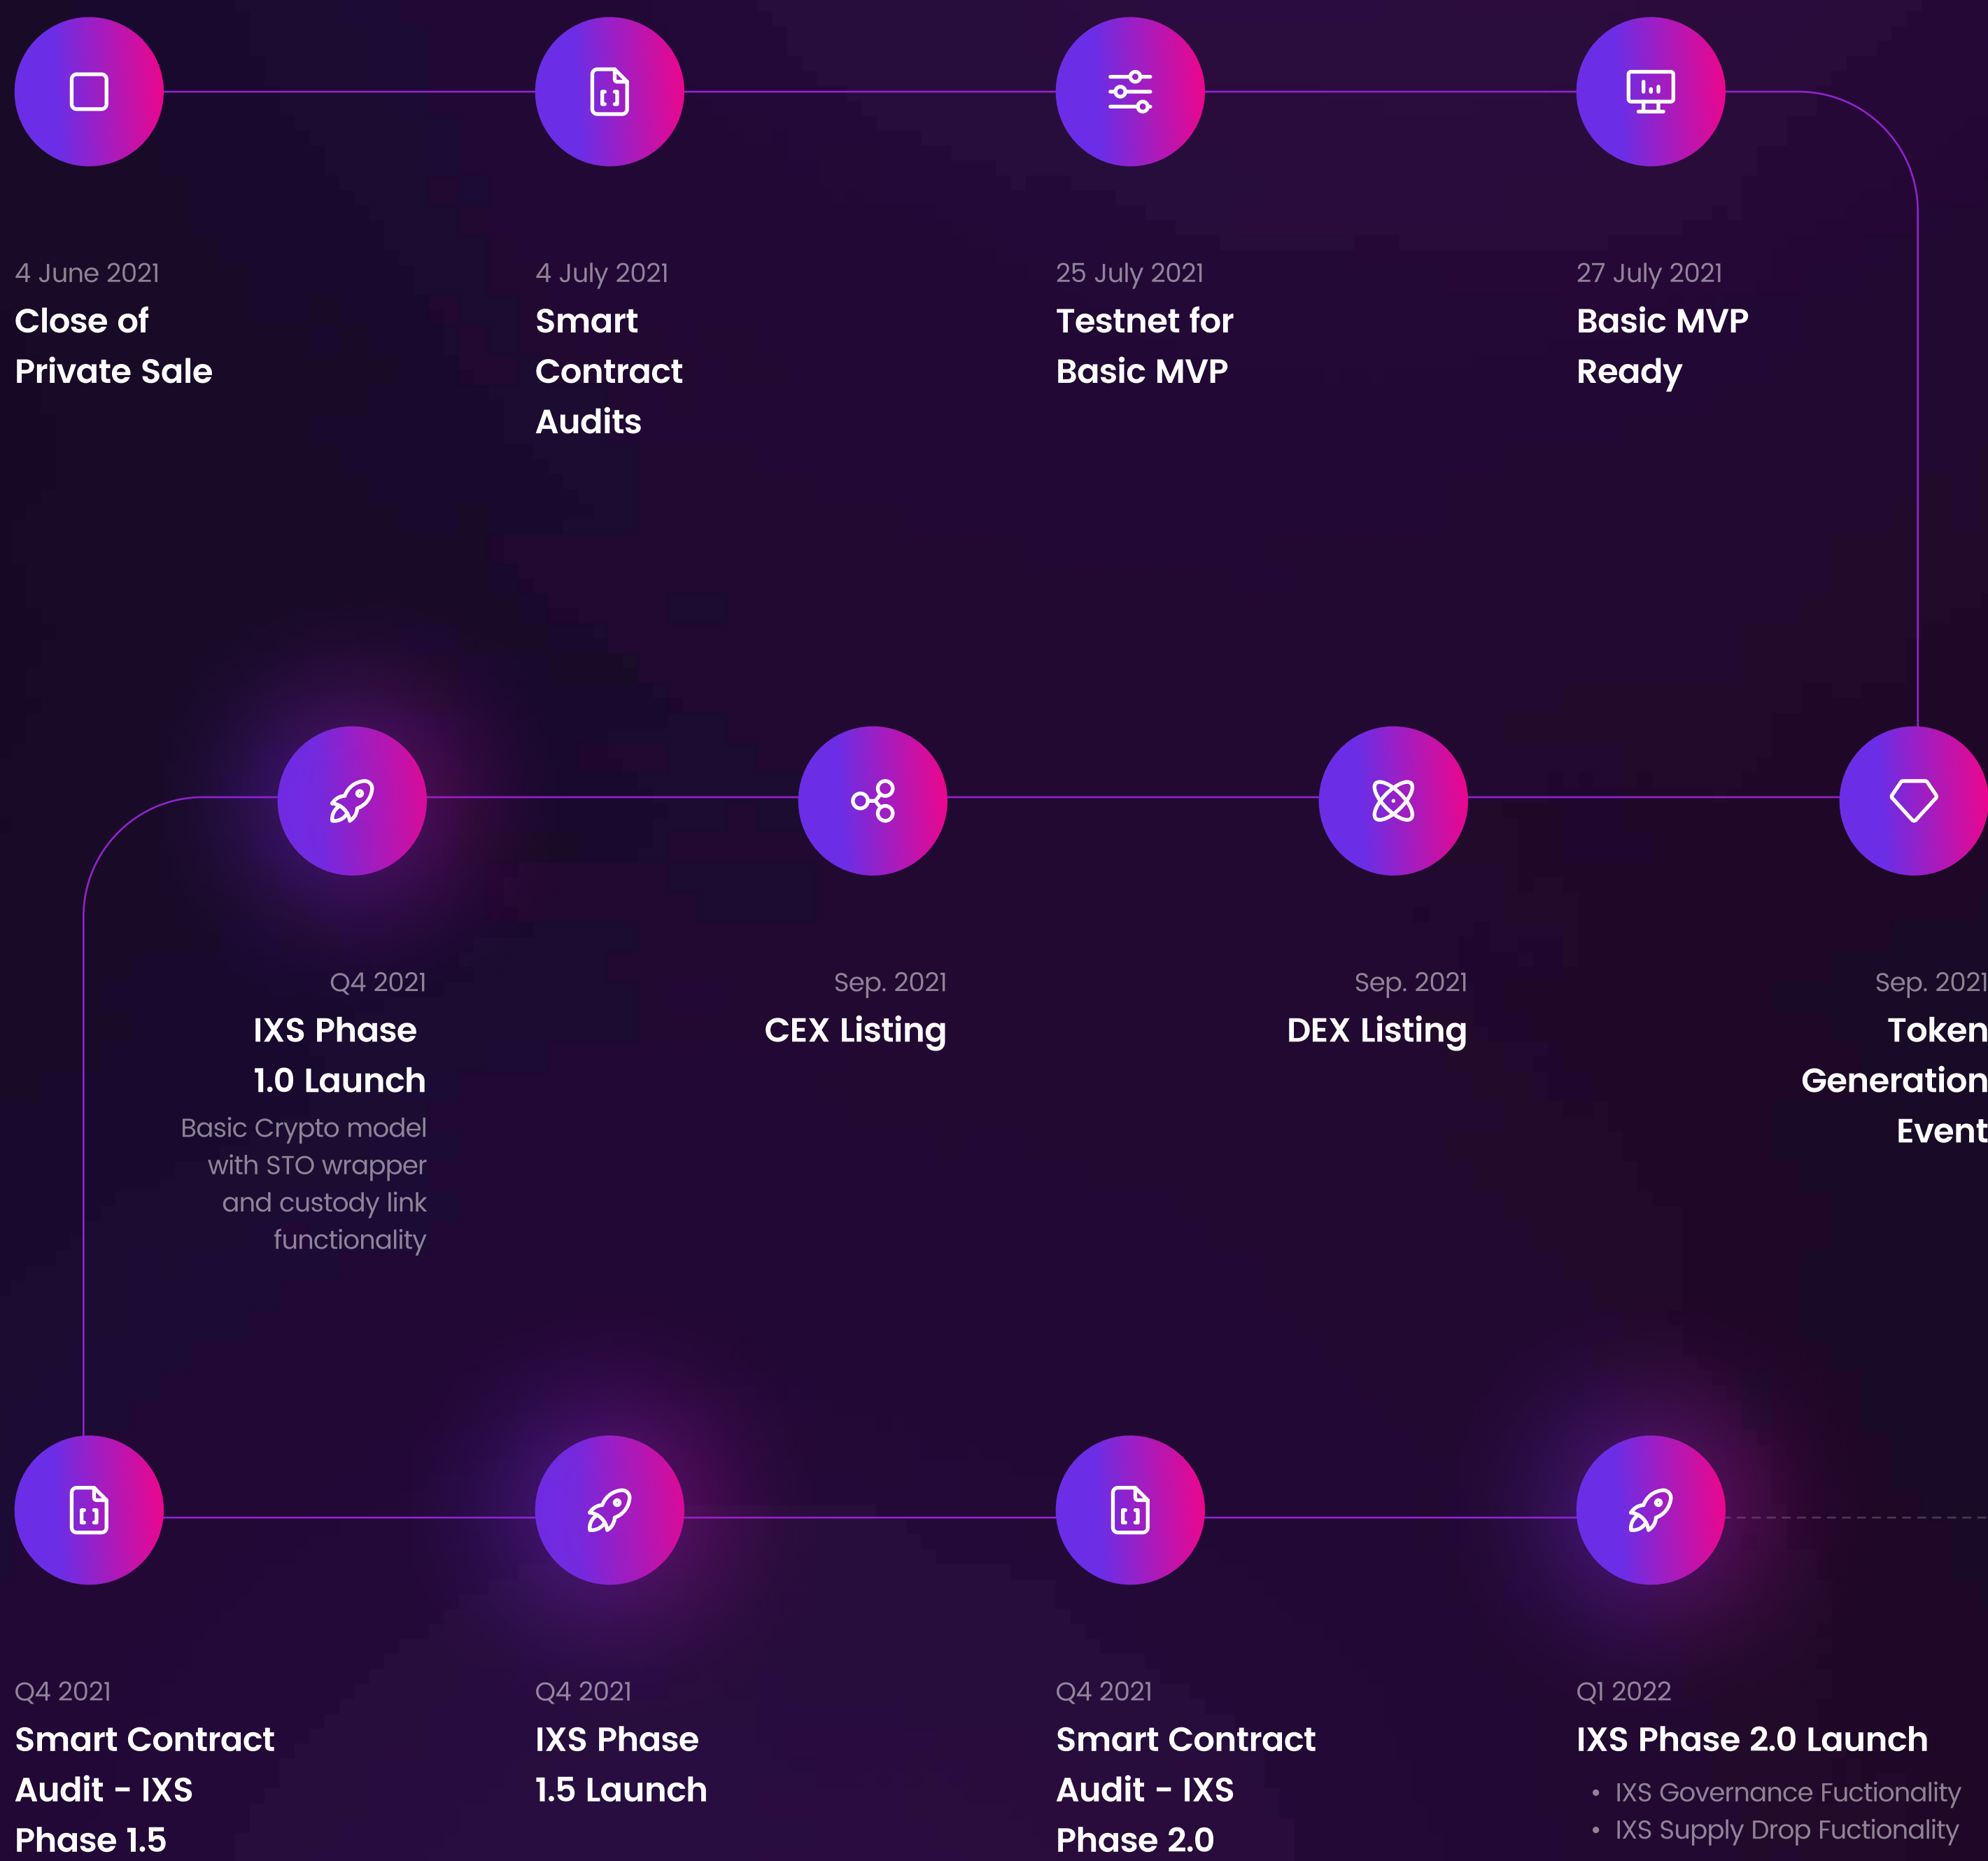 4 June 2021
Close of
Private Sale
4 July 2021
Smart
Contract
Audits
25 July 2021
Testnet for
Basic MVP
27 July 2021
Basic MVP
Ready
Q4 2021
IXS Phase
1.0 Launch
Basic Crypto model
with STO wrapper
and custody link
functionality
Sep. 2021
CEX Listing
Sep. 2021
DEX Listing
Sep. 2021
Token
Generation
Event
Q4 2021
Smart Contract
Audit - IXS
Phase 1.5
Q4 2021
IXS Phase
1.5 Launch
Q4 2021
Smart Contract
Audit - IXS
Phase 2.0
Q1 2022
IXS Phase 2.0 Launch
• IXS Governance Fuctionality
• IXS Supply Drop Fuctionality